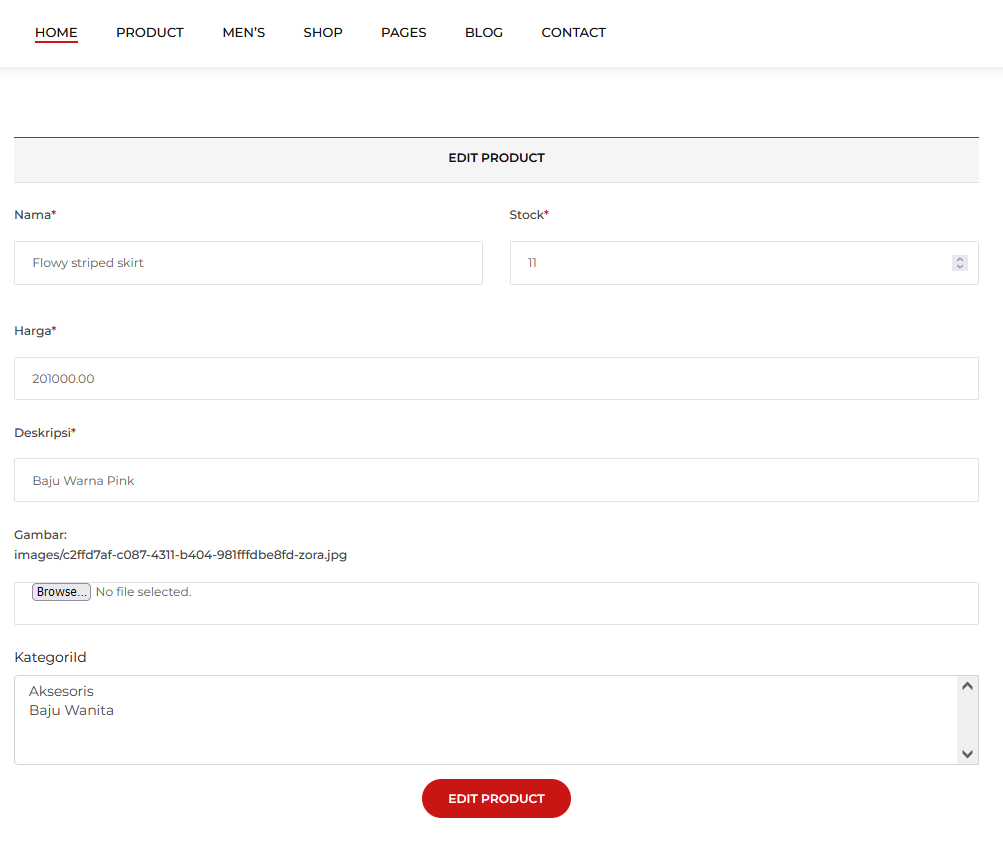 HOME PRODUCT MEN'S SHOP PAGES BLOG CONTACT
EDIT PRODUCT
Nama* Stock*
Flowy striped skirt 11
Harga*
201000.00
Deskripsi*
Baju Warna Pink
Gambar:
images/c2ffd7af-c087-4311-b404-981fffdbe8fd-zora.jpg
Browse... No file selected.
KategoriId
Aksesoris
Baju Wanita
EDIT PRODUCT